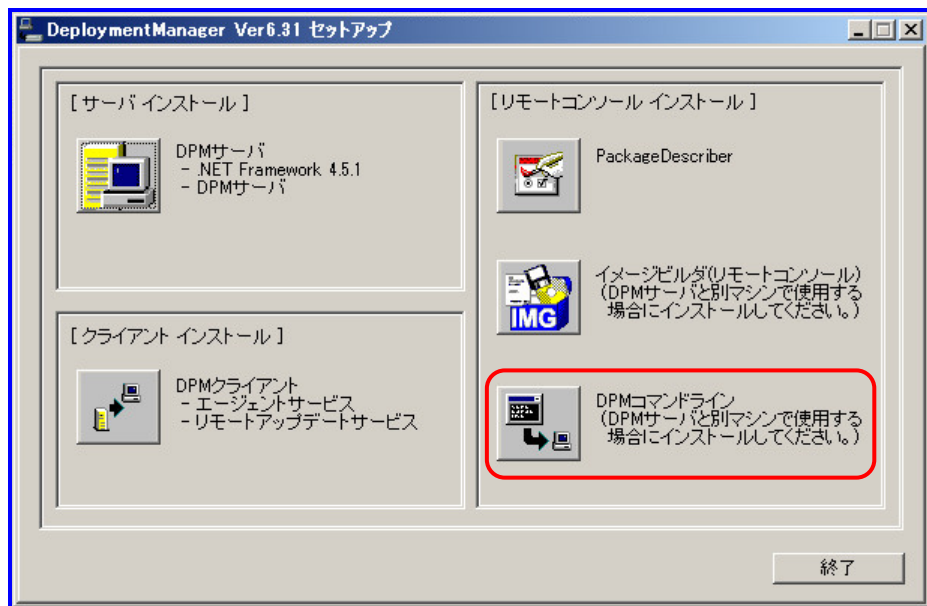 DeploymentManager Ver6.31 セットアップ
[サーバ インストール]
DPMサーバ
- .NET Framework 4.5.1
- DPMサーバ
[クライアント インストール]
DPMクライアント
- エージェントサービス
- リモートアップデートサービス
[リモートコンソール インストール]
PackageDescriber
IMG
イメージビルダ(リモートコンソール)
(DPMサーバと別マシンで使用する
場合にインストールしてください。)
DPMコマンドライン
(DPMサーバと別マシンで使用する
場合にインストールしてください。)
終了